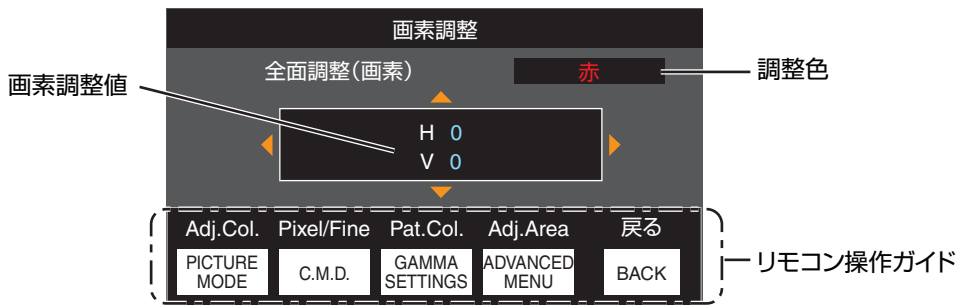 画素調整
全面調整(画素) 赤
調整色
画素調整値
H 0
V 0
Adj.Col. Pixel/Fine Pat.Col. Adj.Area 戻る
PICTURE MODE C.M.D. GAMMA SETTINGS ADVANCED MENU BACK
リモコン操作ガイド